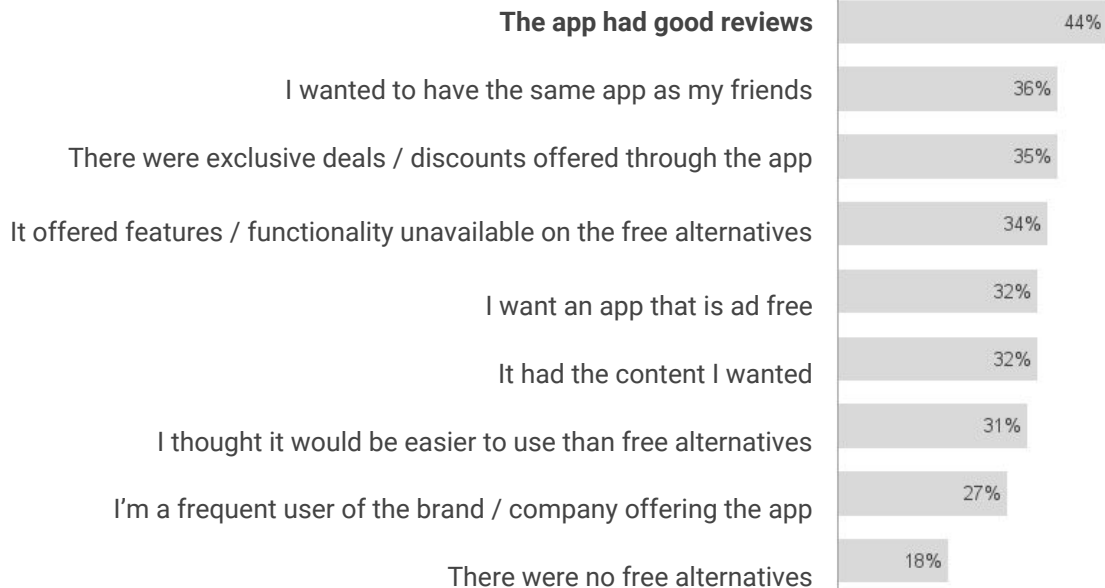 The app had good reviews 44%
I wanted to have the same app as my friends 36%
There were exclusive deals / discounts offered through the app 35%
It offered features / functionality unavailable on the free alternatives 34%
I want an app that is ad free 32%
It had the content I wanted 32%
I thought it would be easier to use than free alternatives 31%
I’m a frequent user of the brand / company offering the app 27%
There were no free alternatives 18%